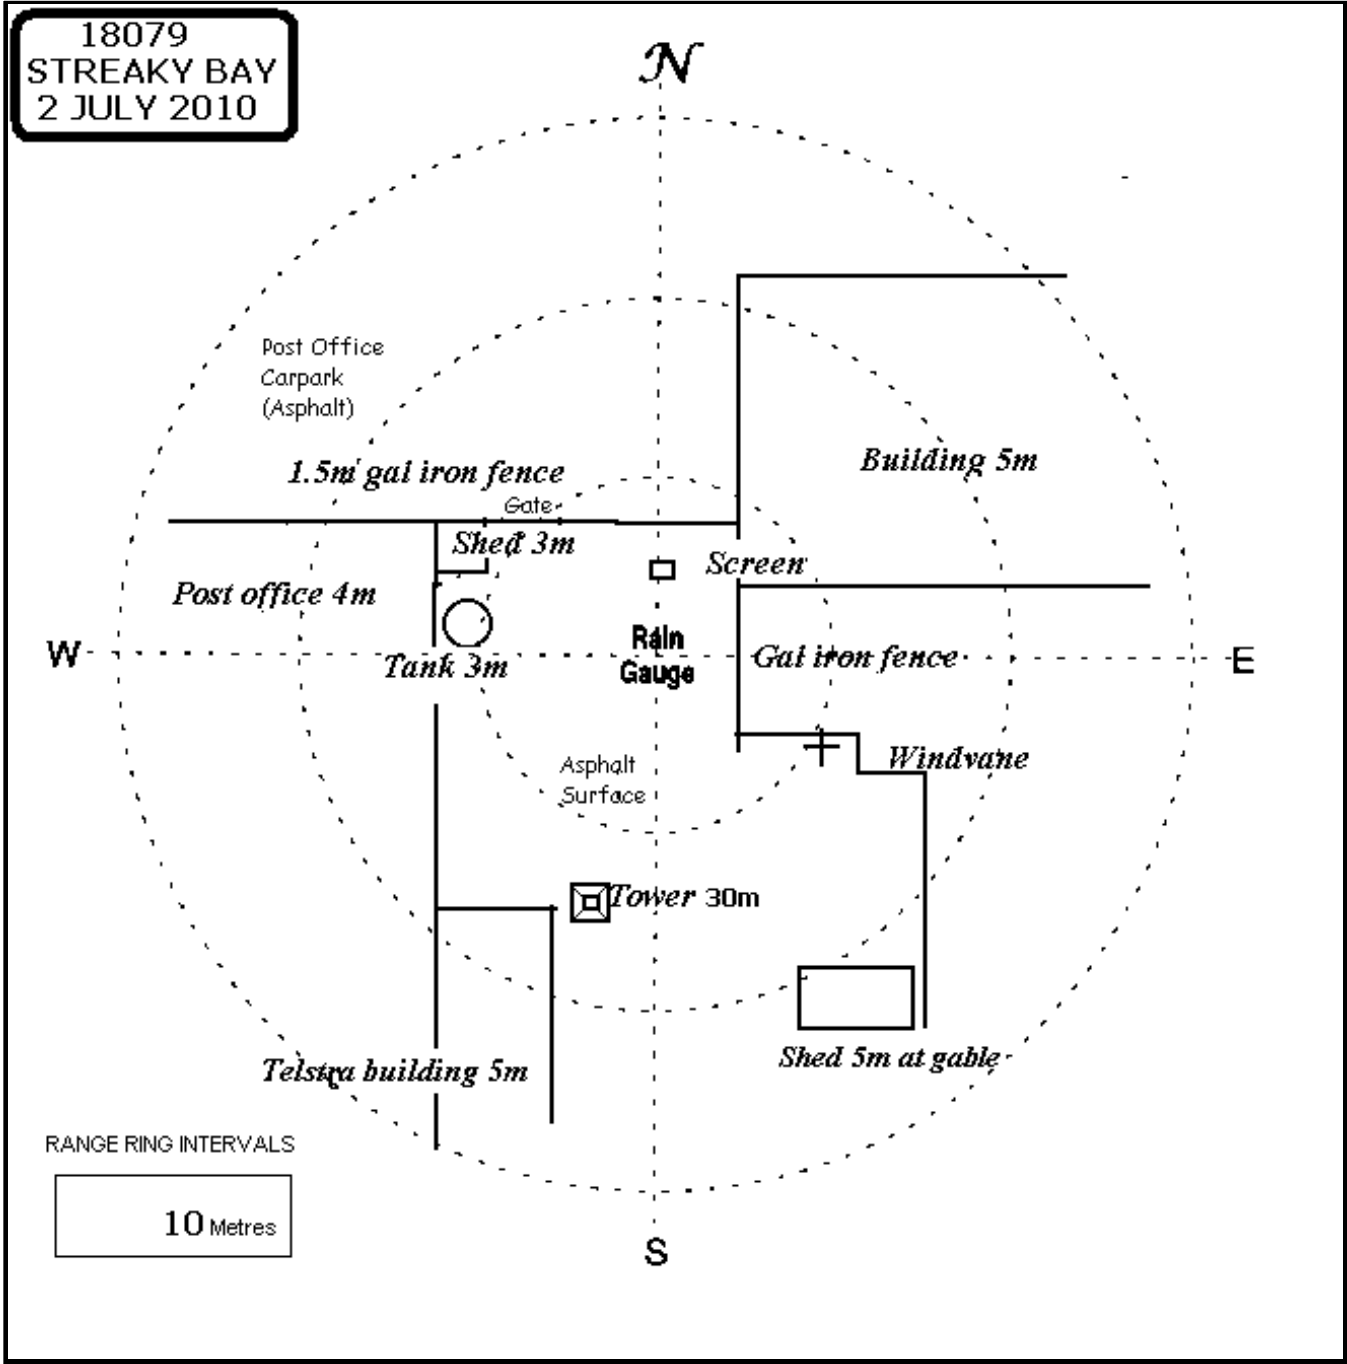 18079
STREAKY BAY
2 JULY 2010
N
Post Office
Carpark
(Asphalt)
1.5m gal iron fence
Gate
Building 5m
Shed 3m
Screen
Post office 4m
Rain
Gauge
W
Tank 3m
Gal iron fence
E
Asphalt
Surface
Windvane
Tower 30m
Shed 5m at gable
Telstra building 5m
RANGE RING INTERVALS
10 Metres
S